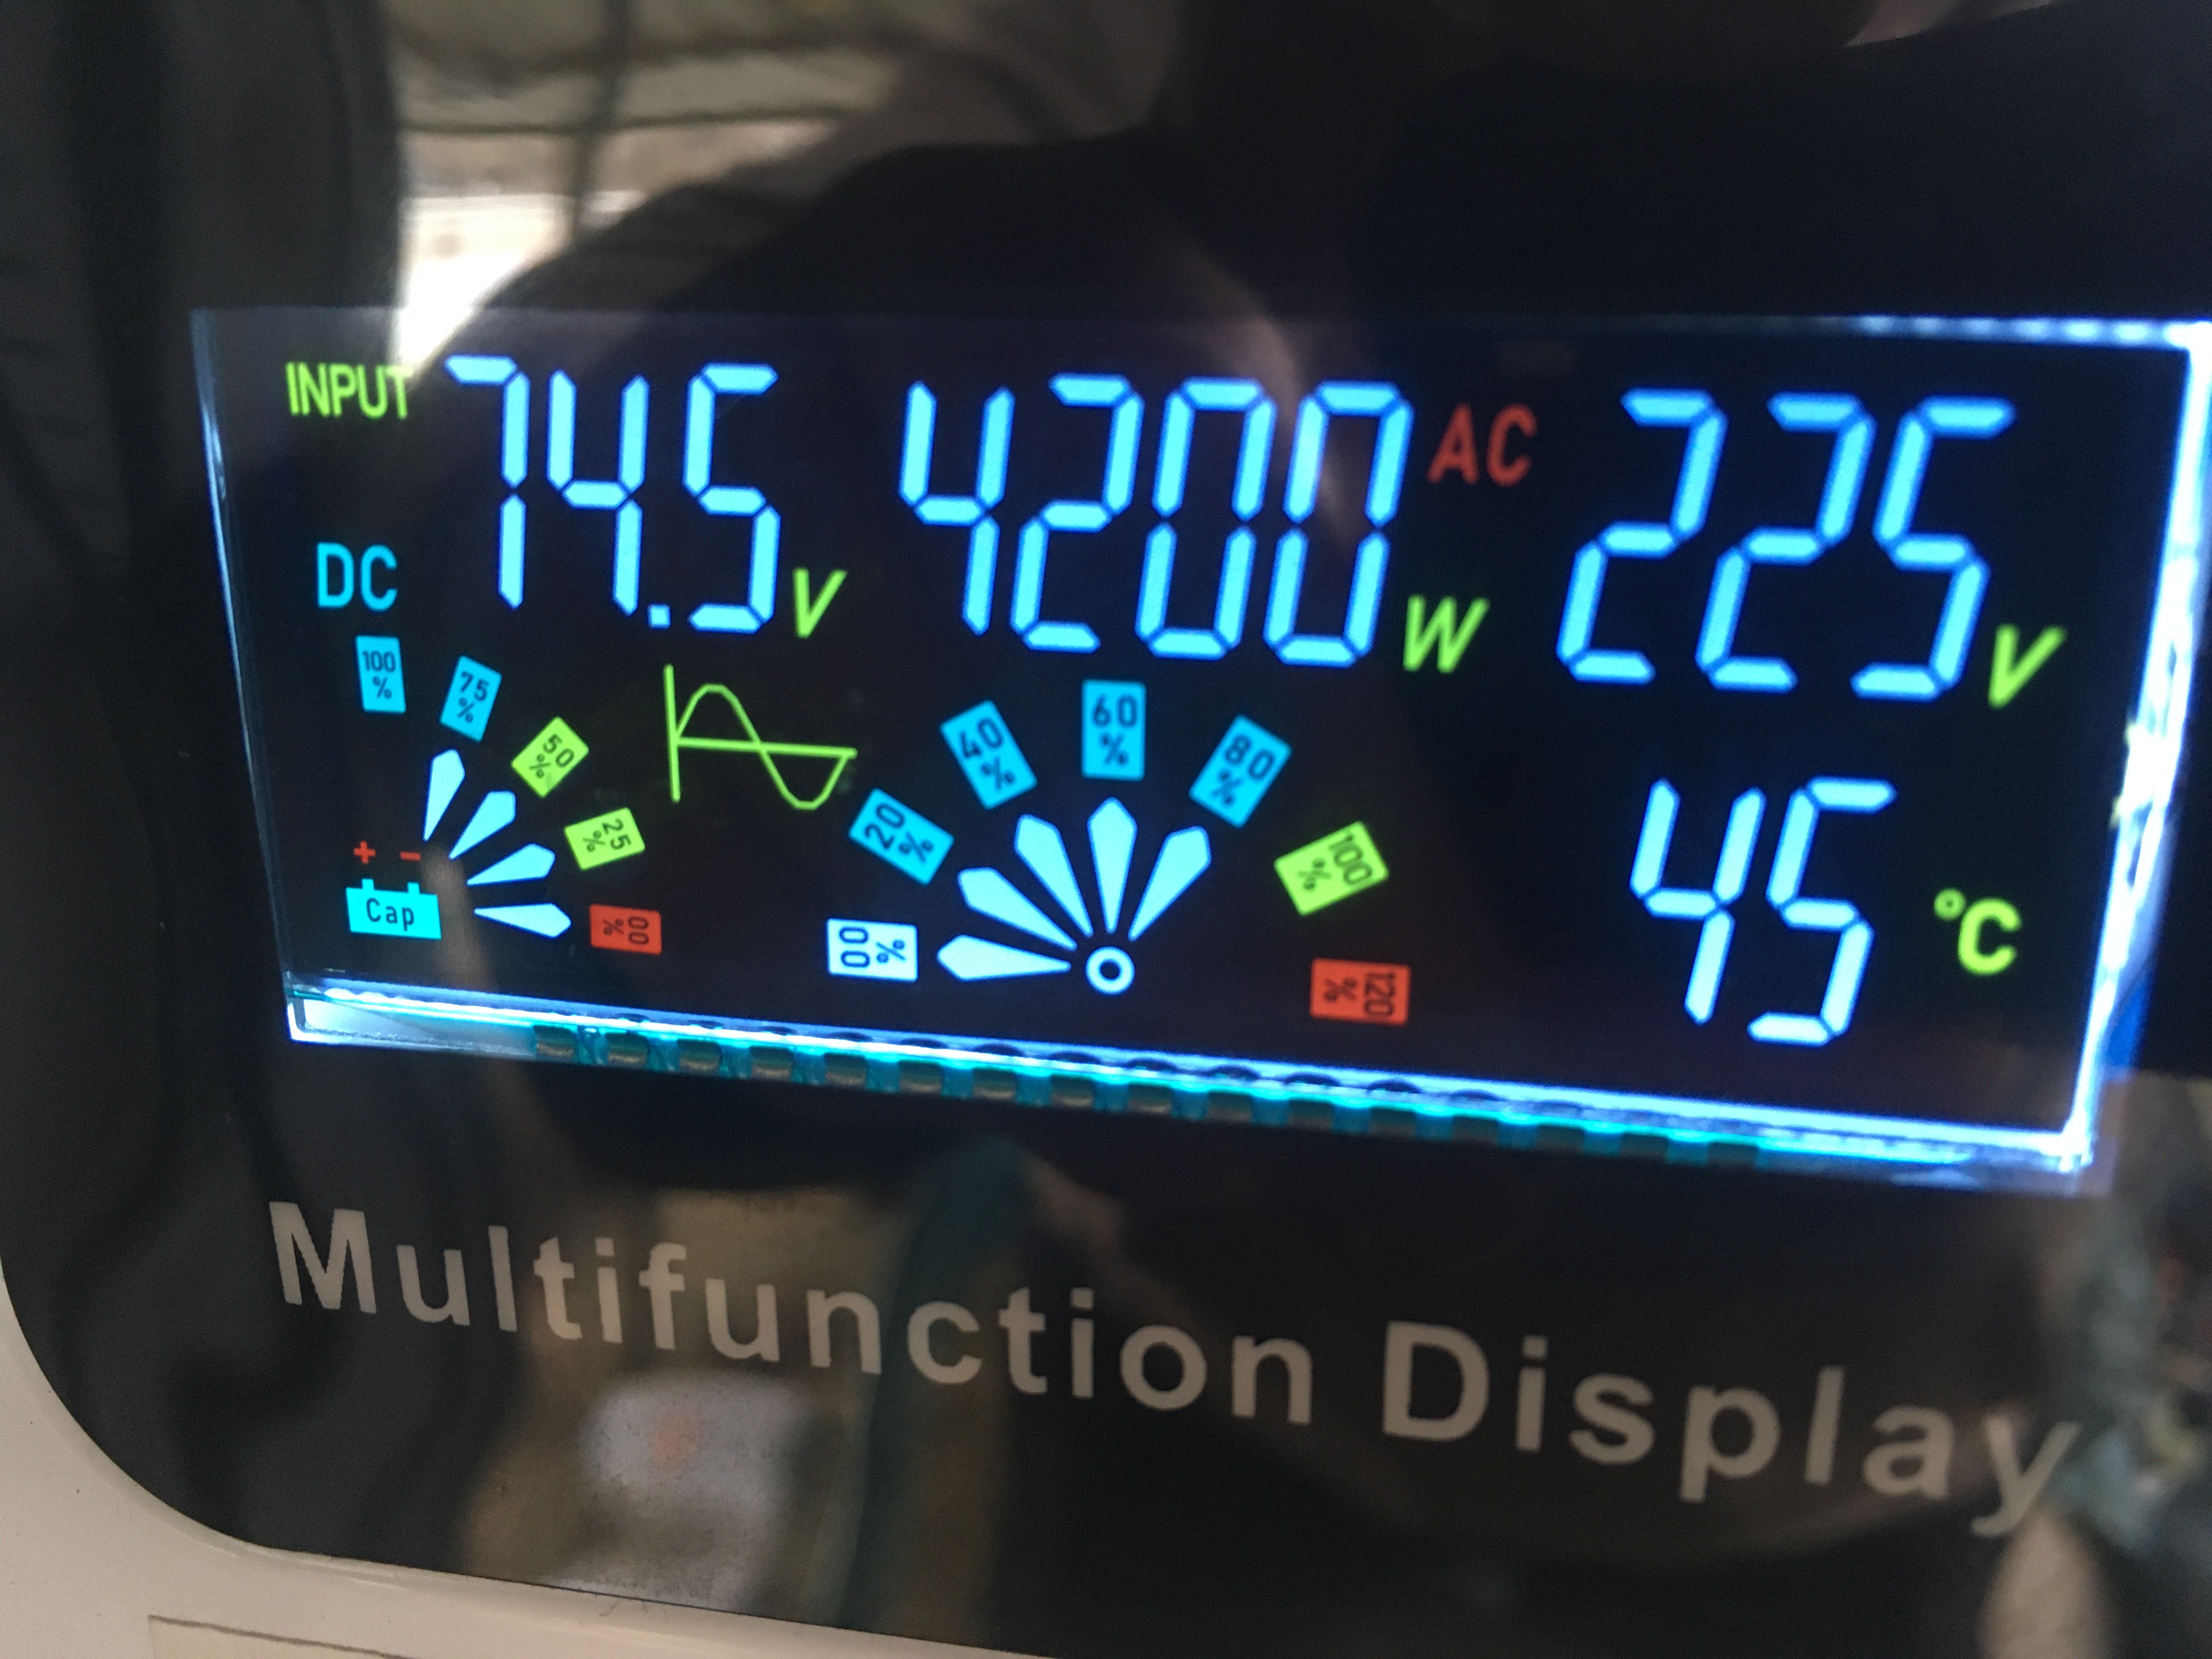 INPUT 74.5 V 4200 W AC 225 V
DC
100 % 75 % 50 % 25 % 00 %
+ -
Cap
00 % 20 % 40 % 60 % 80 % 100 % 120 %
45 °C
Multifunction Display